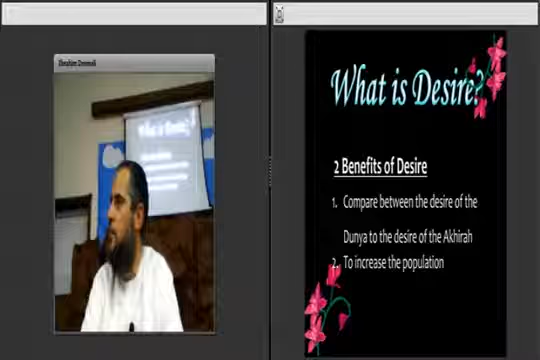 What is Desire?
2 Benefits of Desire
1. Compare between the desire of the
Dunya to the desire of the Akhirah
2. To increase the population